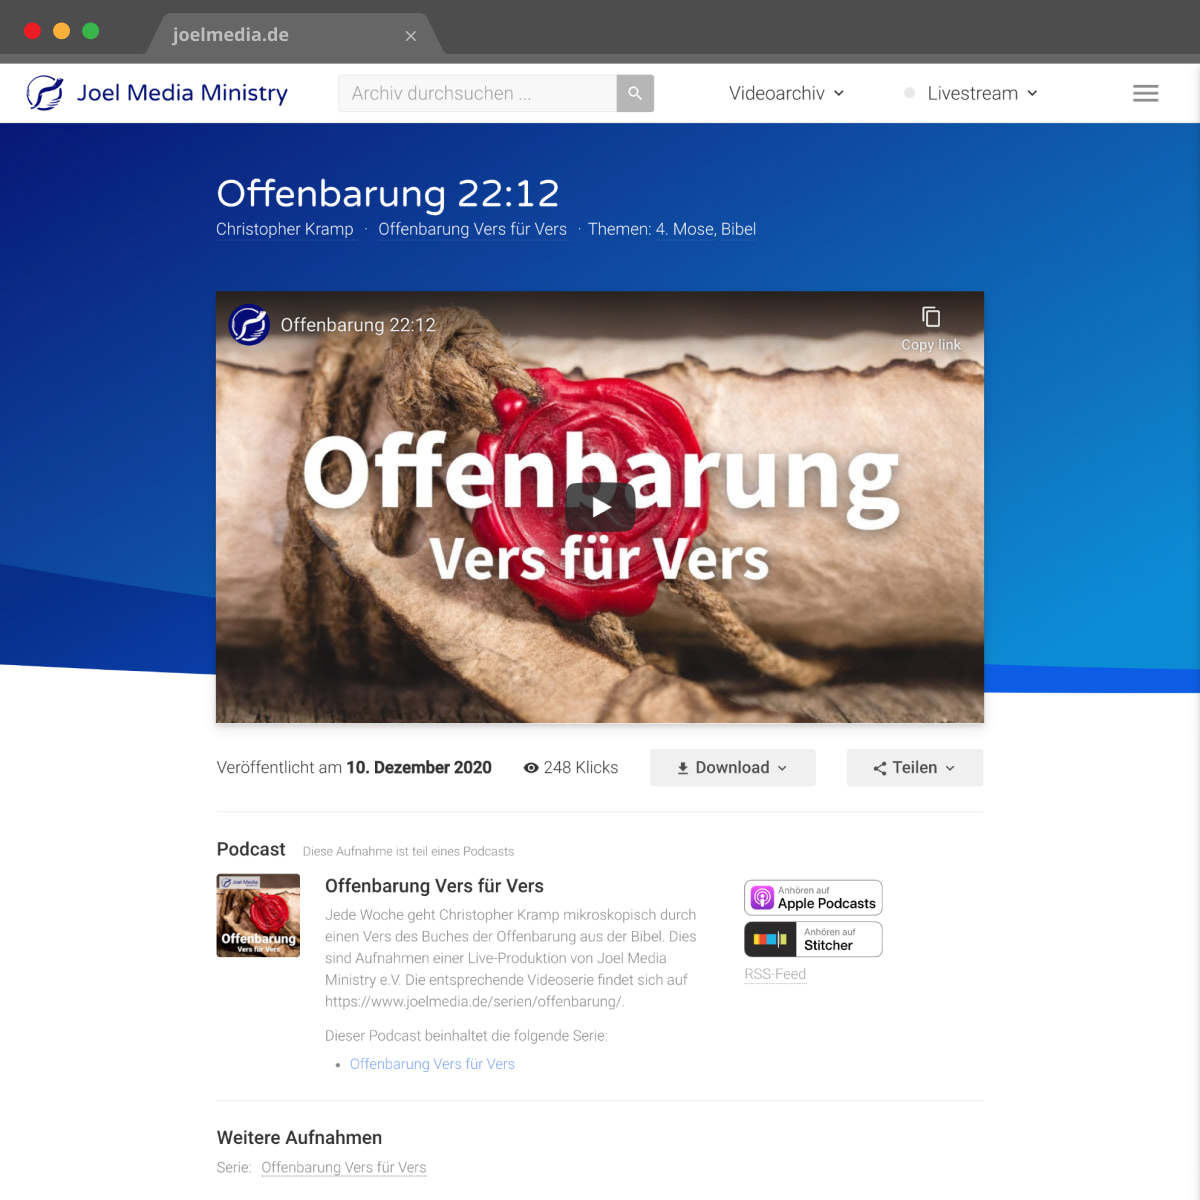 joelmedia.de
Joel Media Ministry
Archiv durchsuchen ...
Videoarchiv
Livestream
Offenbarung 22:12
Christopher Kramp · Offenbarung Vers für Vers · Themen: 4. Mose, Bibel
Offenbarung 22:12
Copy link
Offenbarung
Vers für Vers
Veröffentlicht am 10. Dezember 2020
248 Klicks
Download
Teilen
Podcast
Diese Aufnahme ist teil eines Podcasts
Joel Media
Offenbarung
Vers für Vers
Offenbarung Vers für Vers
Jede Woche geht Christopher Kramp mikroskopisch durch
einen Vers des Buches der Offenbarung aus der Bibel. Dies
sind Aufnahmen einer Live-Produktion von Joel Media
Ministry e.V. Die entsprechende Videoserie findet sich auf
https://www.joelmedia.de/serien/offenbarung/.
Dieser Podcast beinhaltet die folgende Serie:
• Offenbarung Vers für Vers
Anhören auf
Apple Podcasts
Anhören auf
Stitcher
RSS-Feed
Weitere Aufnahmen
Serie: Offenbarung Vers für Vers